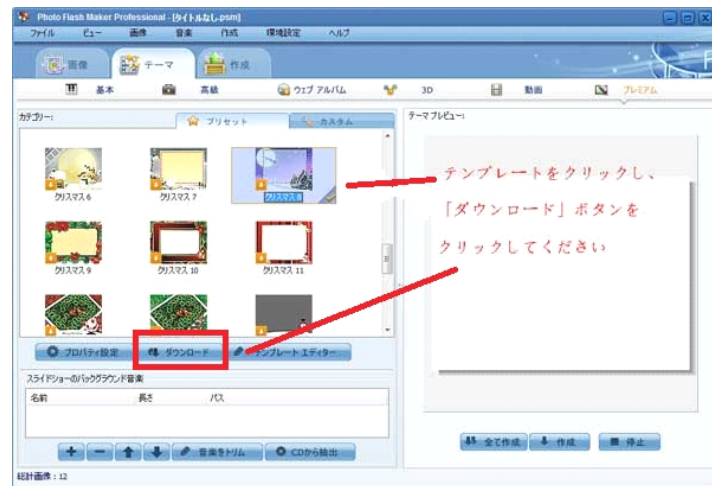 Photo Flash Maker Professional - [タイトルなし.psm]
ファイル ビュー 画像 音楽 作成 環境設定 ヘルプ
画像 テーマ 作成
基本 高級 ウェブ アルバム 3D 動画 プレミアム
カテゴリー: プリセット カスタム テーマプレビュー:
クリスマス 6 クリスマス 7 クリスマス 8
テンプレートをクリックし、
「ダウンロード」ボタンを
クリックしてください
クリスマス 9 クリスマス 10 クリスマス 11
プロパティ設定 ダウンロード テンプレート エディター
スライドショーのバックグラウンド音楽
名前 長さ パス
音楽をトリム CDから抽出
全て作成 作成 停止
総計画像 : 12